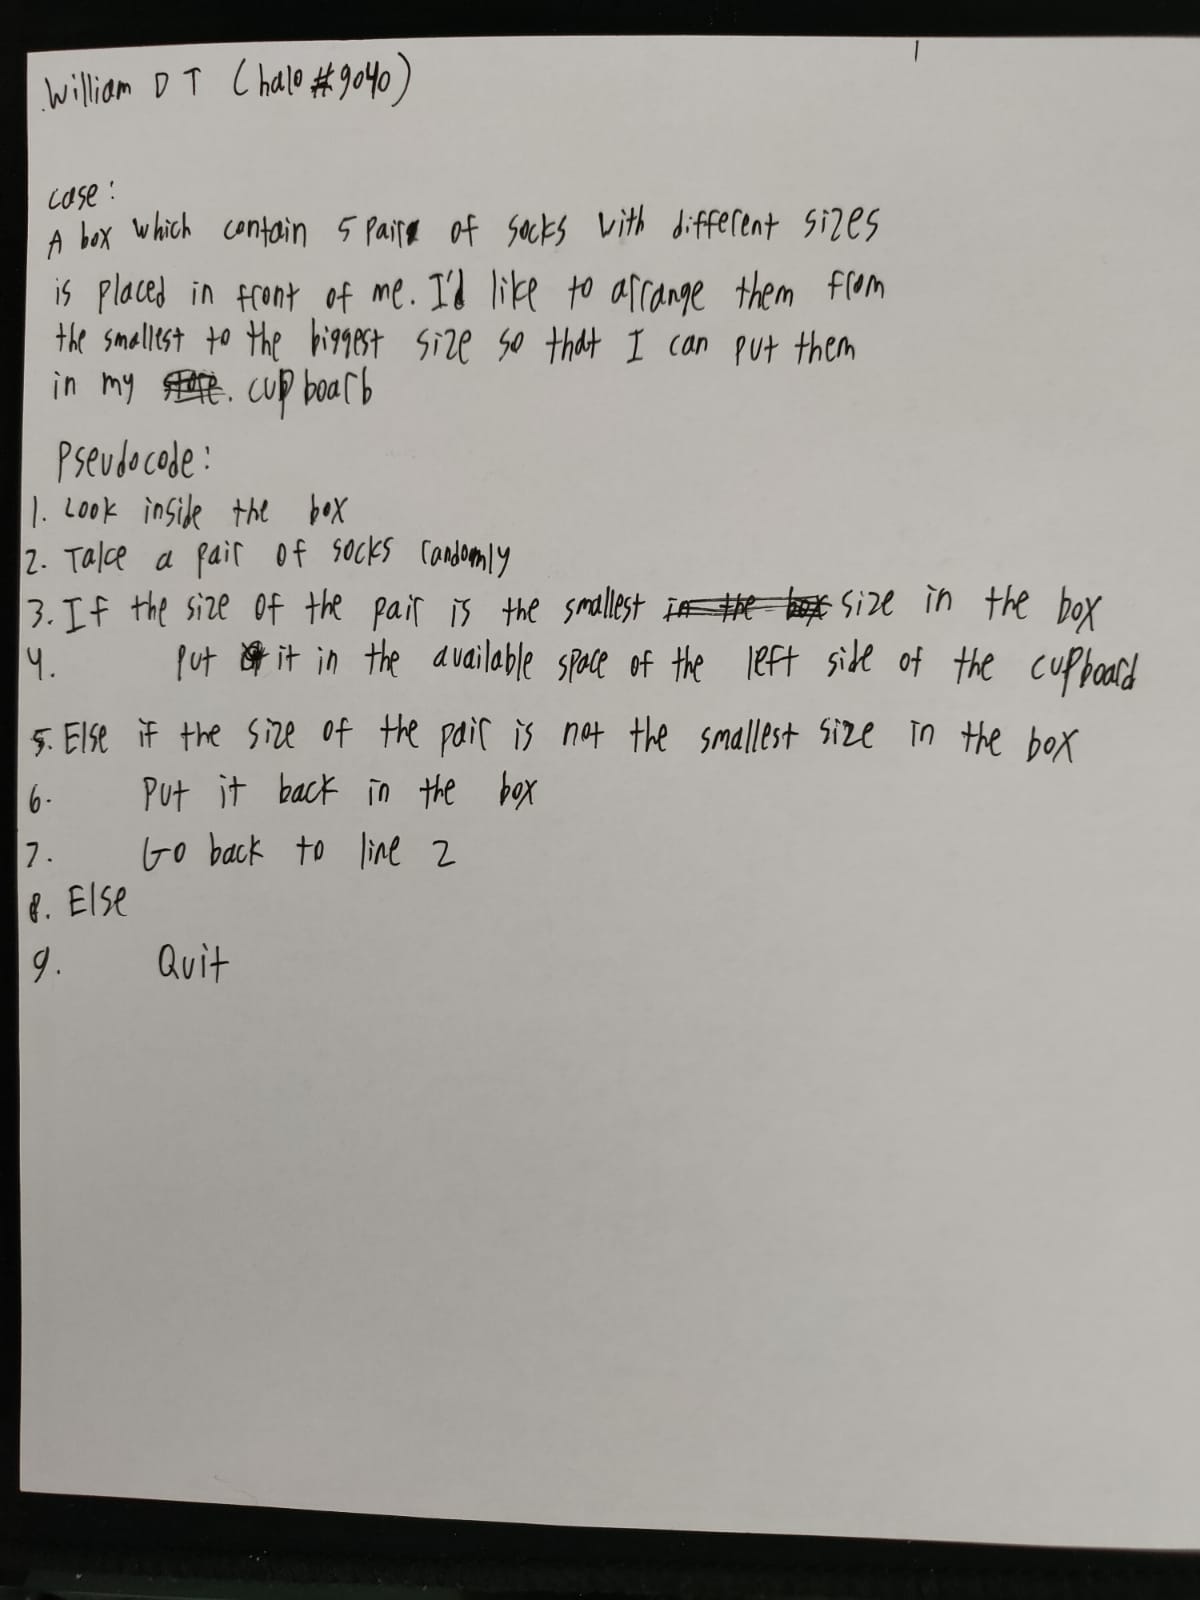 William D T (halo #9040)
case:
A box which contain 5 pairs of socks with different sizes
is placed in front of me. I'd like to arrange them from
the smallest to the biggest size so that I can put them
in my cupboarb
Pseudocode:
1. Look inside the box
2. Take a pair of socks randomly
3. If the size of the pair is the smallest in the box size in the box
4. Put it in the available space of the left side of the cupboard
5. Else if the size of the pair is not the smallest size in the box
6. Put it back in the box
7. Go back to line 2
8. Else
9. Quit